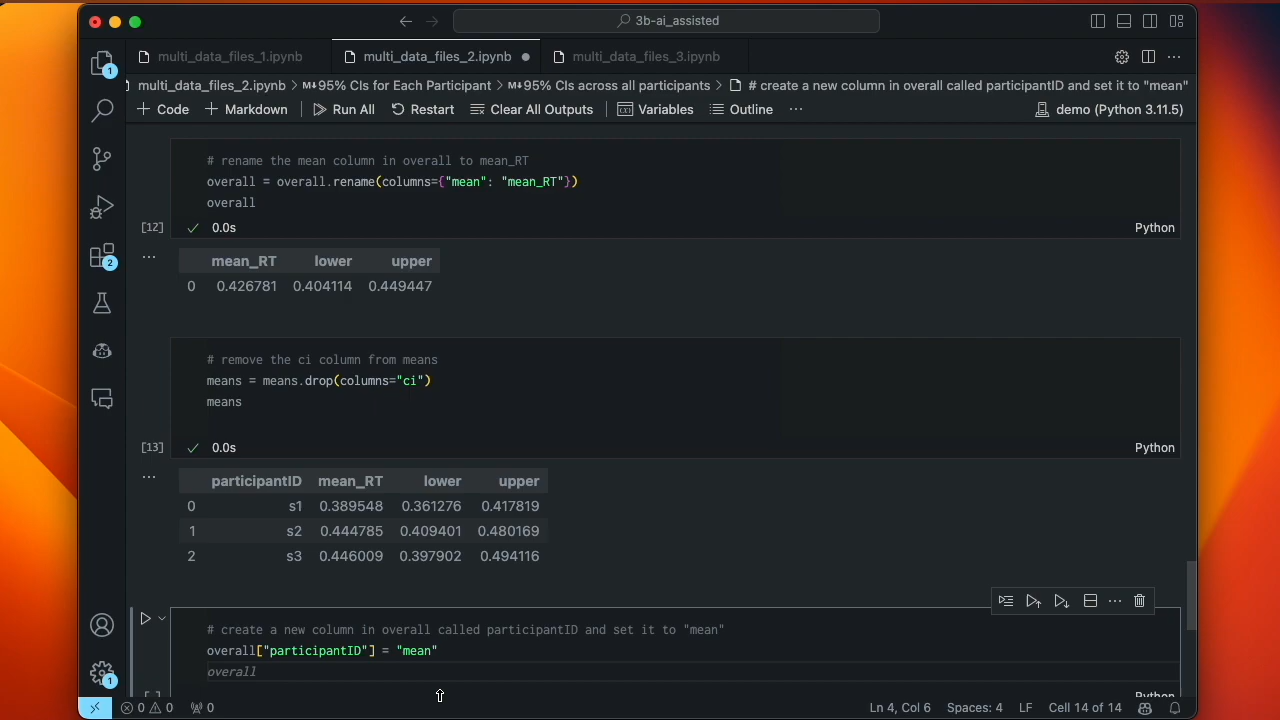 3b-ai_assisted
multi_data_files_1.ipynb multi_data_files_2.ipynb multi_data_files_3.ipynb
multi_data_files_2.ipynb > M↓95% CIs for Each Participant > M↓95% CIs across all participants > # create a new column in overall called participantID and set it to "mean"
+ Code + Markdown Run All Restart Clear All Outputs Variables Outline ... demo (Python 3.11.5)
# rename the mean column in overall to mean_RT
overall = overall.rename(columns={"mean": "mean_RT"})
overall
[12] ✓ 0.0s Python
... mean_RT lower upper
0 0.426781 0.404114 0.449447
# remove the ci column from means
means = means.drop(columns="ci")
means
[13] ✓ 0.0s Python
... participantID mean_RT lower upper
0 s1 0.389548 0.361276 0.417819
1 s2 0.444785 0.409401 0.480169
2 s3 0.446009 0.397902 0.494116
# create a new column in overall called participantID and set it to "mean"
overall["participantID"] = "mean"
overall
[ ] Python
0 0 0 Ln 4, Col 6 Spaces: 4 LF Cell 14 of 14
1
2
1